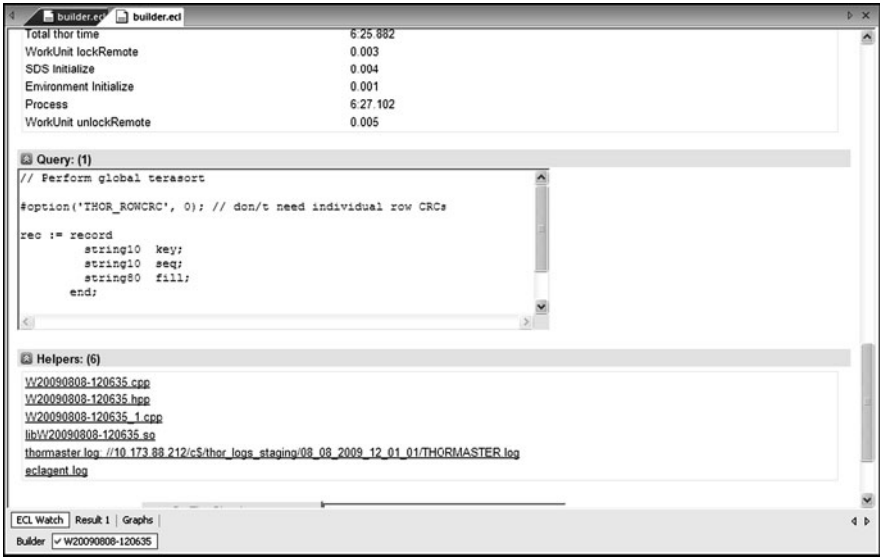 builder.ecl builder.ecl
Total thor time 6:25.882
WorkUnit lockRemote 0.003
SDS Initialize 0.004
Environment Initialize 0.001
Process 6:27.102
WorkUnit unlockRemote 0.005
Query: (1)
// Perform global terasort
#option('THOR_ROWCRC', 0); // don/t need individual row CRCs
rec := record
string10 key;
string10 seq;
string80 fill;
end;
Helpers: (6)
W20090808-120635.cpp
W20090808-120635.hpp
W20090808-120635_1.cpp
libW20090808-120635.so
thormaster.log: //10.173.88.212/c$/thor_logs_staging/08_08_2009_12_01_01/THORMASTER.log
eclagent.log
ECL Watch Result 1 Graphs
Builder W20090808-120635